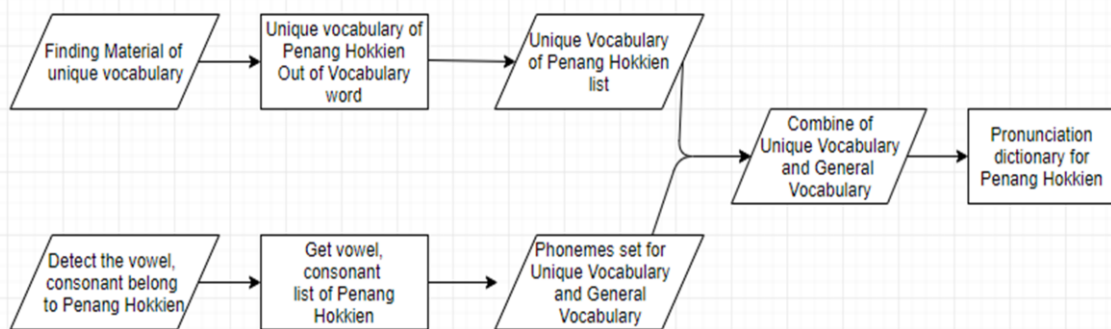 Finding Material of
unique vocabulary
Unique vocabulary of
Penang Hokkien
Out of Vocabulary
word
Unique Vocabulary
of Penang Hokkien
list
Combine of
Unique Vocabulary
and General
Vocabulary
Pronunciation
dictionary for
Penang Hokkien
Detect the vowel,
consonant belong
to Penang Hokkien
Get vowel,
consonant
list of Penang
Hokkien
Phonemes set for
Unique Vocabulary
and General
Vocabulary